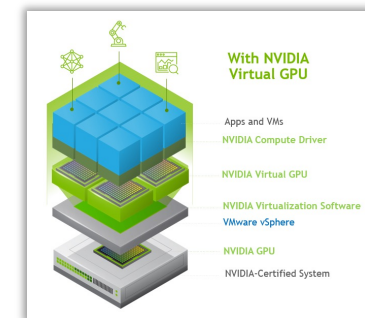 With NVIDIA
Virtual GPU
Apps and VMs
NVIDIA Compute Driver
NVIDIA Virtual GPU
NVIDIA Virtualization Software
VMware vSphere
NVIDIA GPU
NVIDIA-Certified System